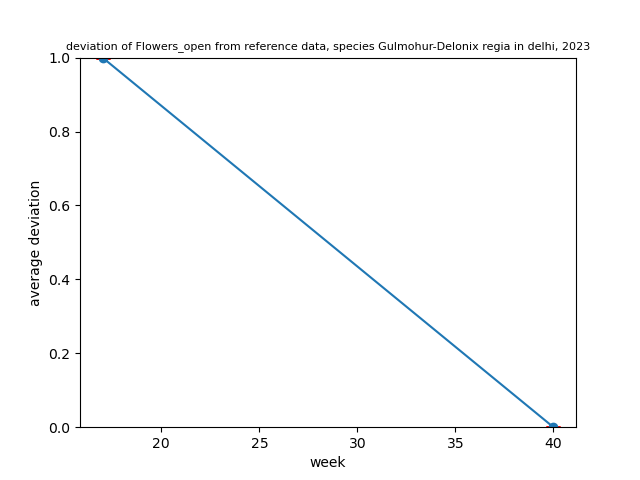 deviation of Flowers_open from reference data, species Gulmohur-Delonix regia in delhi, 2023
1.0
0.8
0.6
0.4
0.2
0.0
average deviation
20 25 30 35 40
week